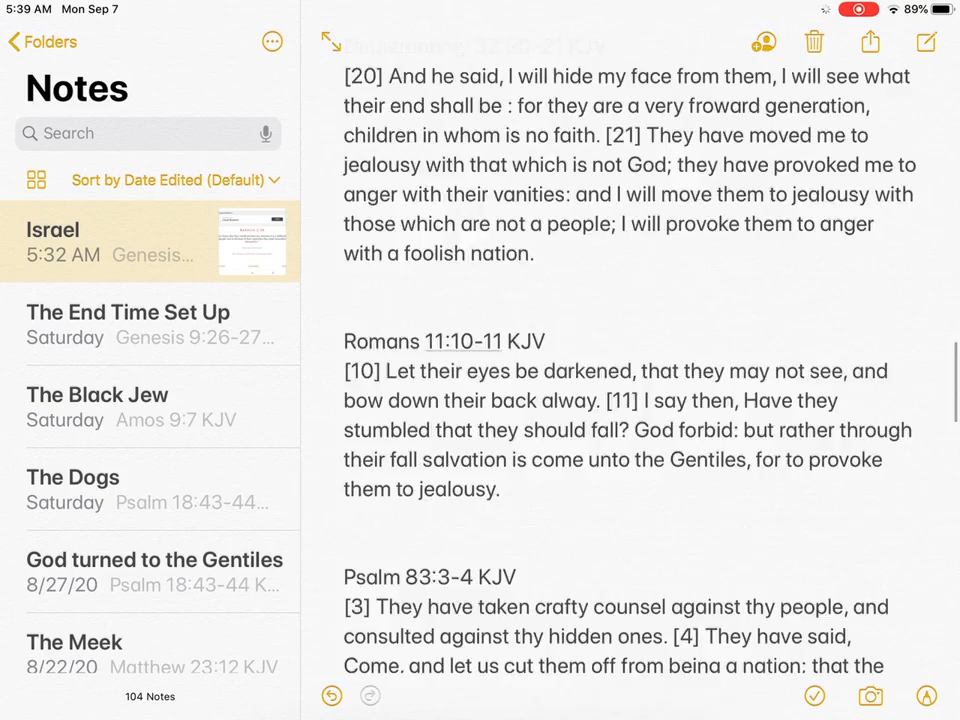 5:39 AM Mon Sep 7
89%
Folders
Notes
Search
Sort by Date Edited (Default)
Israel
5:32 AM Genesis...
The End Time Set Up
Saturday Genesis 9:26-27...
The Black Jew
Saturday Amos 9:7 KJV
The Dogs
Saturday Psalm 18:43-44...
God turned to the Gentiles
8/27/20 Psalm 18:43-44 K...
The Meek
8/22/20 Matthew 23:12 KJV
104 Notes
[20] And he said, I will hide my face from them, I will see what
their end shall be : for they are a very froward generation,
children in whom is no faith. [21] They have moved me to
jealousy with that which is not God; they have provoked me to
anger with their vanities: and I will move them to jealousy with
those which are not a people; I will provoke them to anger
with a foolish nation.
Romans 11:10-11 KJV
[10] Let their eyes be darkened, that they may not see, and
bow down their back alway. [11] I say then, Have they
stumbled that they should fall? God forbid: but rather through
their fall salvation is come unto the Gentiles, for to provoke
them to jealousy.
Psalm 83:3-4 KJV
[3] They have taken crafty counsel against thy people, and
consulted against thy hidden ones. [4] They have said,
Come, and let us cut them off from being a nation; that the